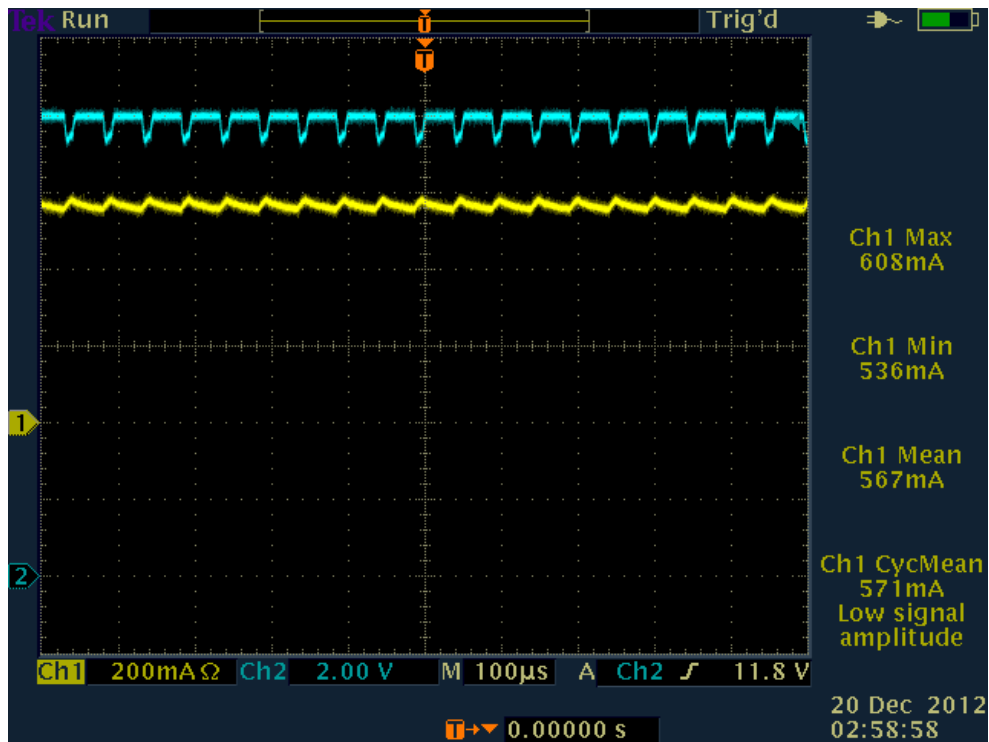 Tek Run Trig'd
T
T
Ch1 Max
608mA
Ch1 Min
536mA
1
Ch1 Mean
567mA
2
Ch1 CycMean
571mA
Low signal
amplitude
Ch1 200mAΩ Ch2 2.00 V M 100µs A Ch2 11.8 V
T 0.00000 s
20 Dec 2012
02:58:58